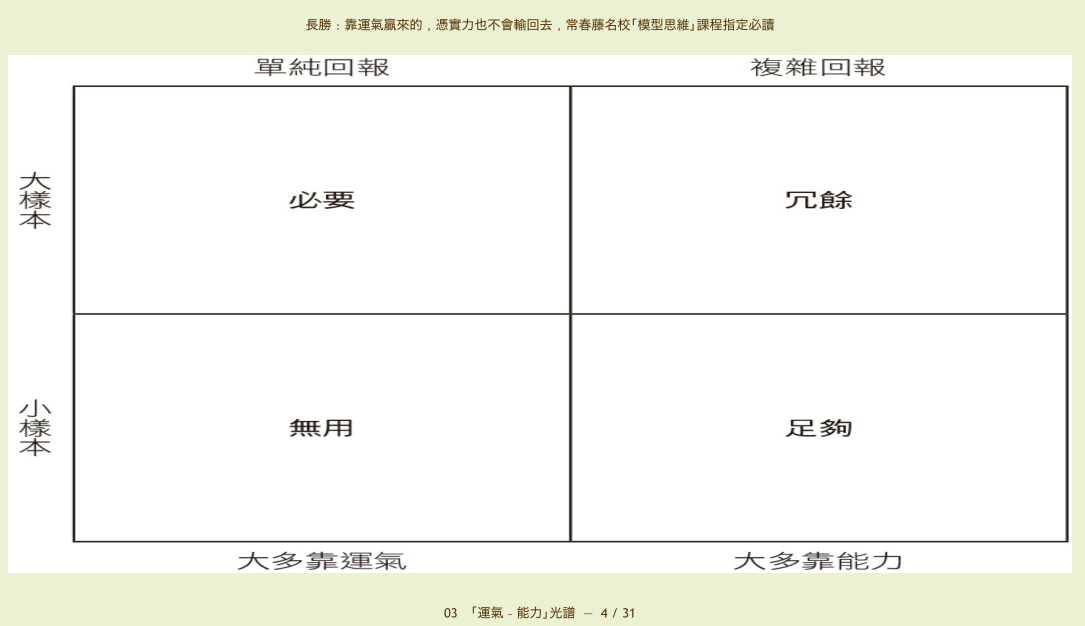 長勝：靠運氣贏來的，憑實力也不會輸回去，常春藤名校「模型思維」課程指定必讀
單純回報
複雜回報
大樣本
必要
冗餘
小樣本
無用
足夠
大多靠運氣
大多靠能力
03 「運氣 - 能力」光譜 － 4 / 31